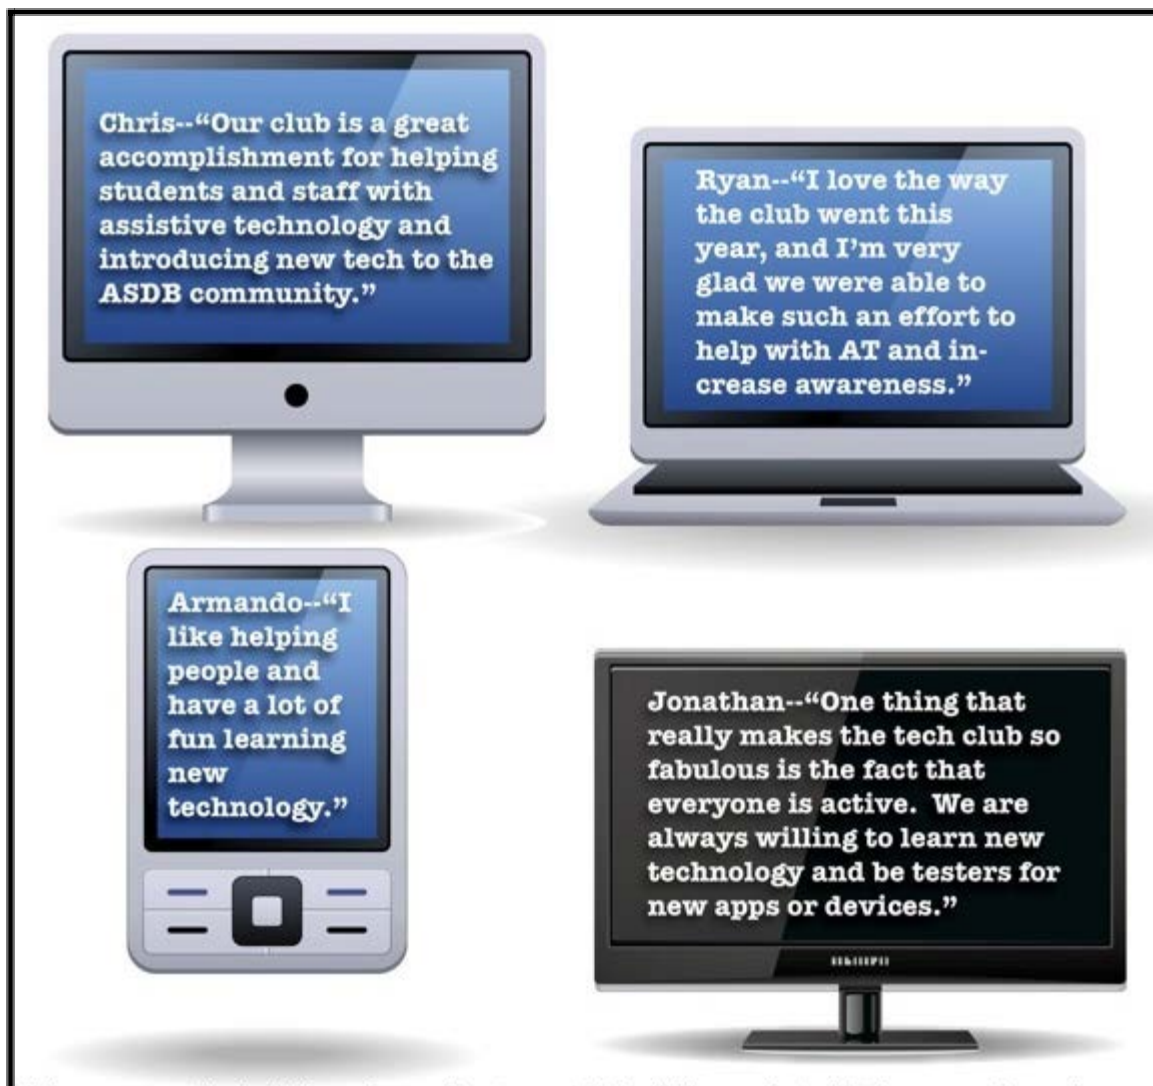 Chris--“Our club is a great
accomplishment for helping
students and staff with
assistive technology and
introducing new tech to the
ASDB community.”
Ryan--“I love the way
the club went this
year, and I’m very
glad we were able to
make such an effort to
help with AT and in-
crease awareness.”
Armando--“I
like helping
people and
have a lot of
fun learning
new
technology.”
Jonathan--“One thing that
really makes the tech club so
fabulous is the fact that
everyone is active.  We are
always willing to learn new
technology and be testers for
new apps or devices.”